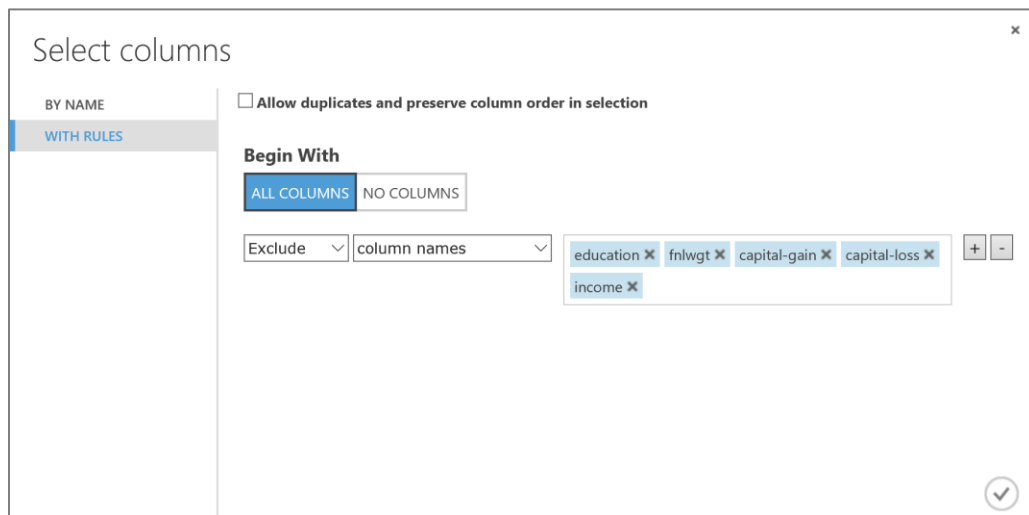 Select columns
BY NAME
WITH RULES
Allow duplicates and preserve column order in selection
Begin With
ALL COLUMNS NO COLUMNS
Exclude column names
education fnlwgt capital-gain capital-loss
income
+ -